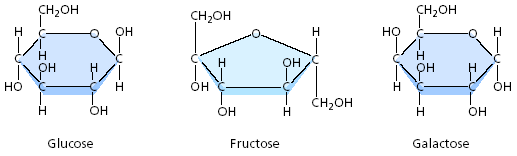 CH₂OH
H C O OH
H
C C
OH H
HO C C H
H OH
Glucose
CH₂OH
O H
C H OH C
OH C C
CH₂OH
OH H
Fructose
CH₂OH
HO C O H
H
C C
OH H
H C C OH
H OH
Galactose